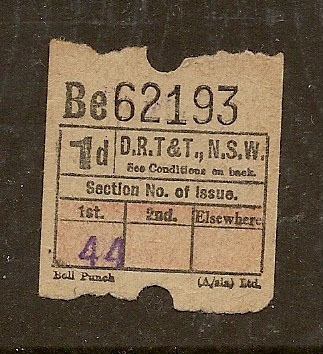 Be62193
1d D.R.T&T., N.S.W.
See Conditions on back.
Section No. of Issue.
1st. 2nd. Elsewhere
44
Bell Punch (A/sia) Ltd.